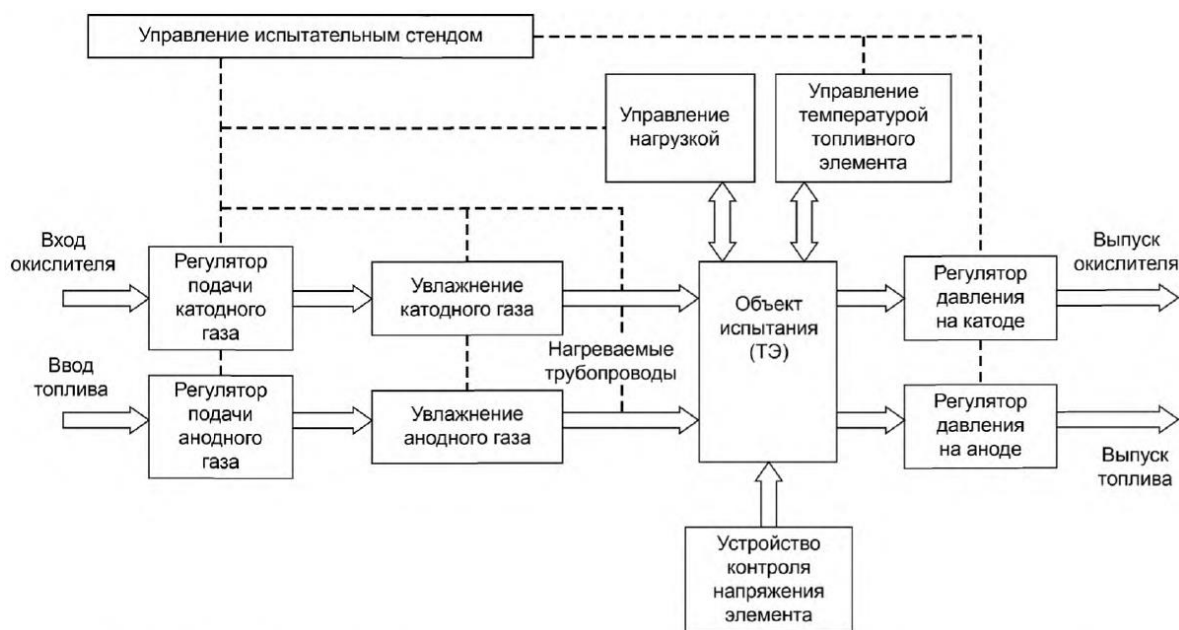 Управление испытательным стендом
Управление
нагрузкой
Управление
температурой
топливного
элемента
Вход
окислителя
Регулятор
подачи
катодного
газа
Увлажнение
катодного газа
Объект
испытания
(ТЭ)
Регулятор
давления
на катоде
Выпуск
окислителя
Нагреваемые
трубопроводы
Ввод
топлива
Регулятор
подачи
анодного
газа
Увлажнение
анодного газа
Регулятор
давления
на аноде
Выпуск
топлива
Устройство
контроля
напряжения
элемента